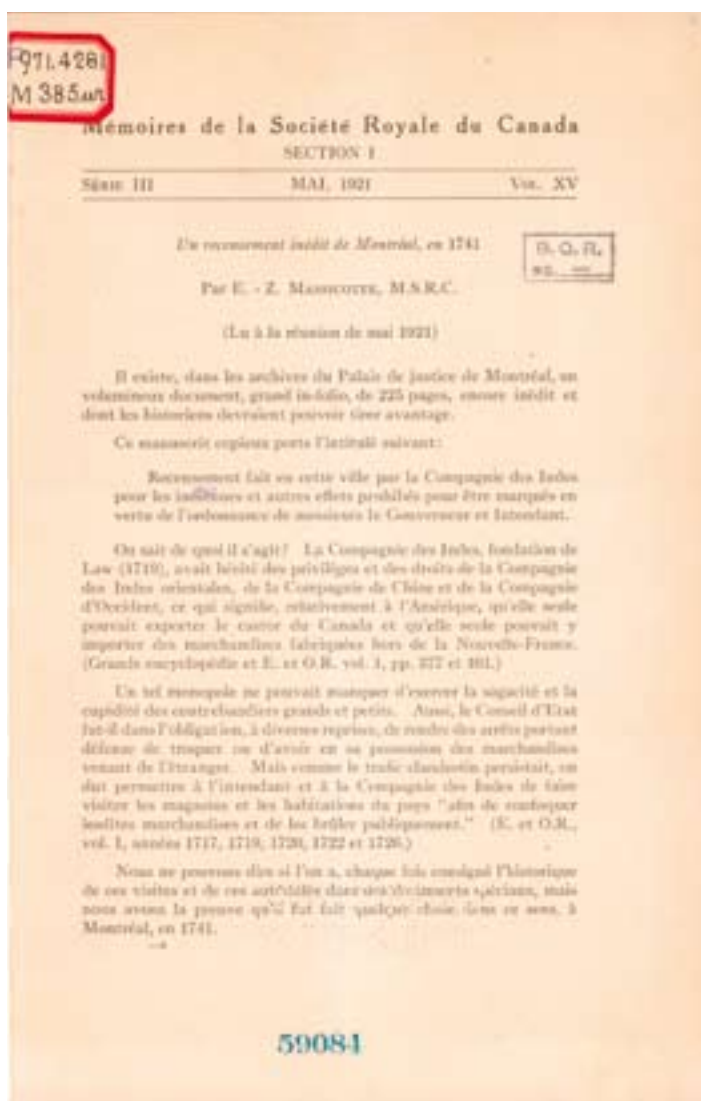 F971.4281
M385un
Mémoires de la Société Royale du Canada
SECTION I
SÉRIE III MAI, 1921 VOL. XV
Un recensement inédit de Montréal, en 1741
B.Q.R.
NO.
Par E.-Z. MASSICOTTE, M.S.R.C.
(Lu à la réunion de mai 1921)
Il existe, dans les archives du Palais de justice de Montréal, un
volumineux document, grand in-folio, de 225 pages, encore inédit et
dont les historiens devraient pouvoir tirer avantage.
Ce manuscrit copieux porte l'intitulé suivant:
Recensement fait en cette ville par la Compagnie des Indes
pour les indiennes et autres effets prohibés pour être marqués en
vertu de l'ordonnance de messieurs le Gouverneur et Intendant.
On sait de quoi il s'agit? La Compagnie des Indes, fondation de
Law (1719), avait hérité des privilèges et des droits de la Compagnie
des Indes orientales, de la Compagnie de Chine et de la Compagnie
d'Occident, ce qui signifie, relativement à l'Amérique, qu'elle seule
pouvait exporter le castor du Canada et qu'elle seule pouvait y
importer des marchandises fabriquées hors de la Nouvelle-France.
(Grande encyclopédie et E. et O.R. vol. 1, pp. 377 et 401.)
Un tel monopole ne pouvait manquer d'exercer la sagacité et la
cupidité des contrebandiers grands et petits. Aussi, le Conseil d'Etat
fut-il dans l'obligation, à diverses reprises, de rendre des arrêts portant
défense de troquer ou d'avoir en sa possession des marchandises
venant de l'étranger. Mais comme le trafic clandestin persistait, on
dut permettre à l'intendant et à la Compagnie des Indes de faire
visiter les magasins et les habitations du pays "afin de confisquer
lesdites marchandises et de les brûler publiquement." (E. et O.R.,
vol. I, années 1717, 1719, 1720, 1722 et 1726.)
Nous ne pouvons dire si l'on a, chaque fois consigné l'historique
de ces visites et de ces autodafés dans des documents spéciaux, mais
nous avons la preuve qu'il fut fait quelque chose dans ce sens, à
Montréal, en 1741.
59084